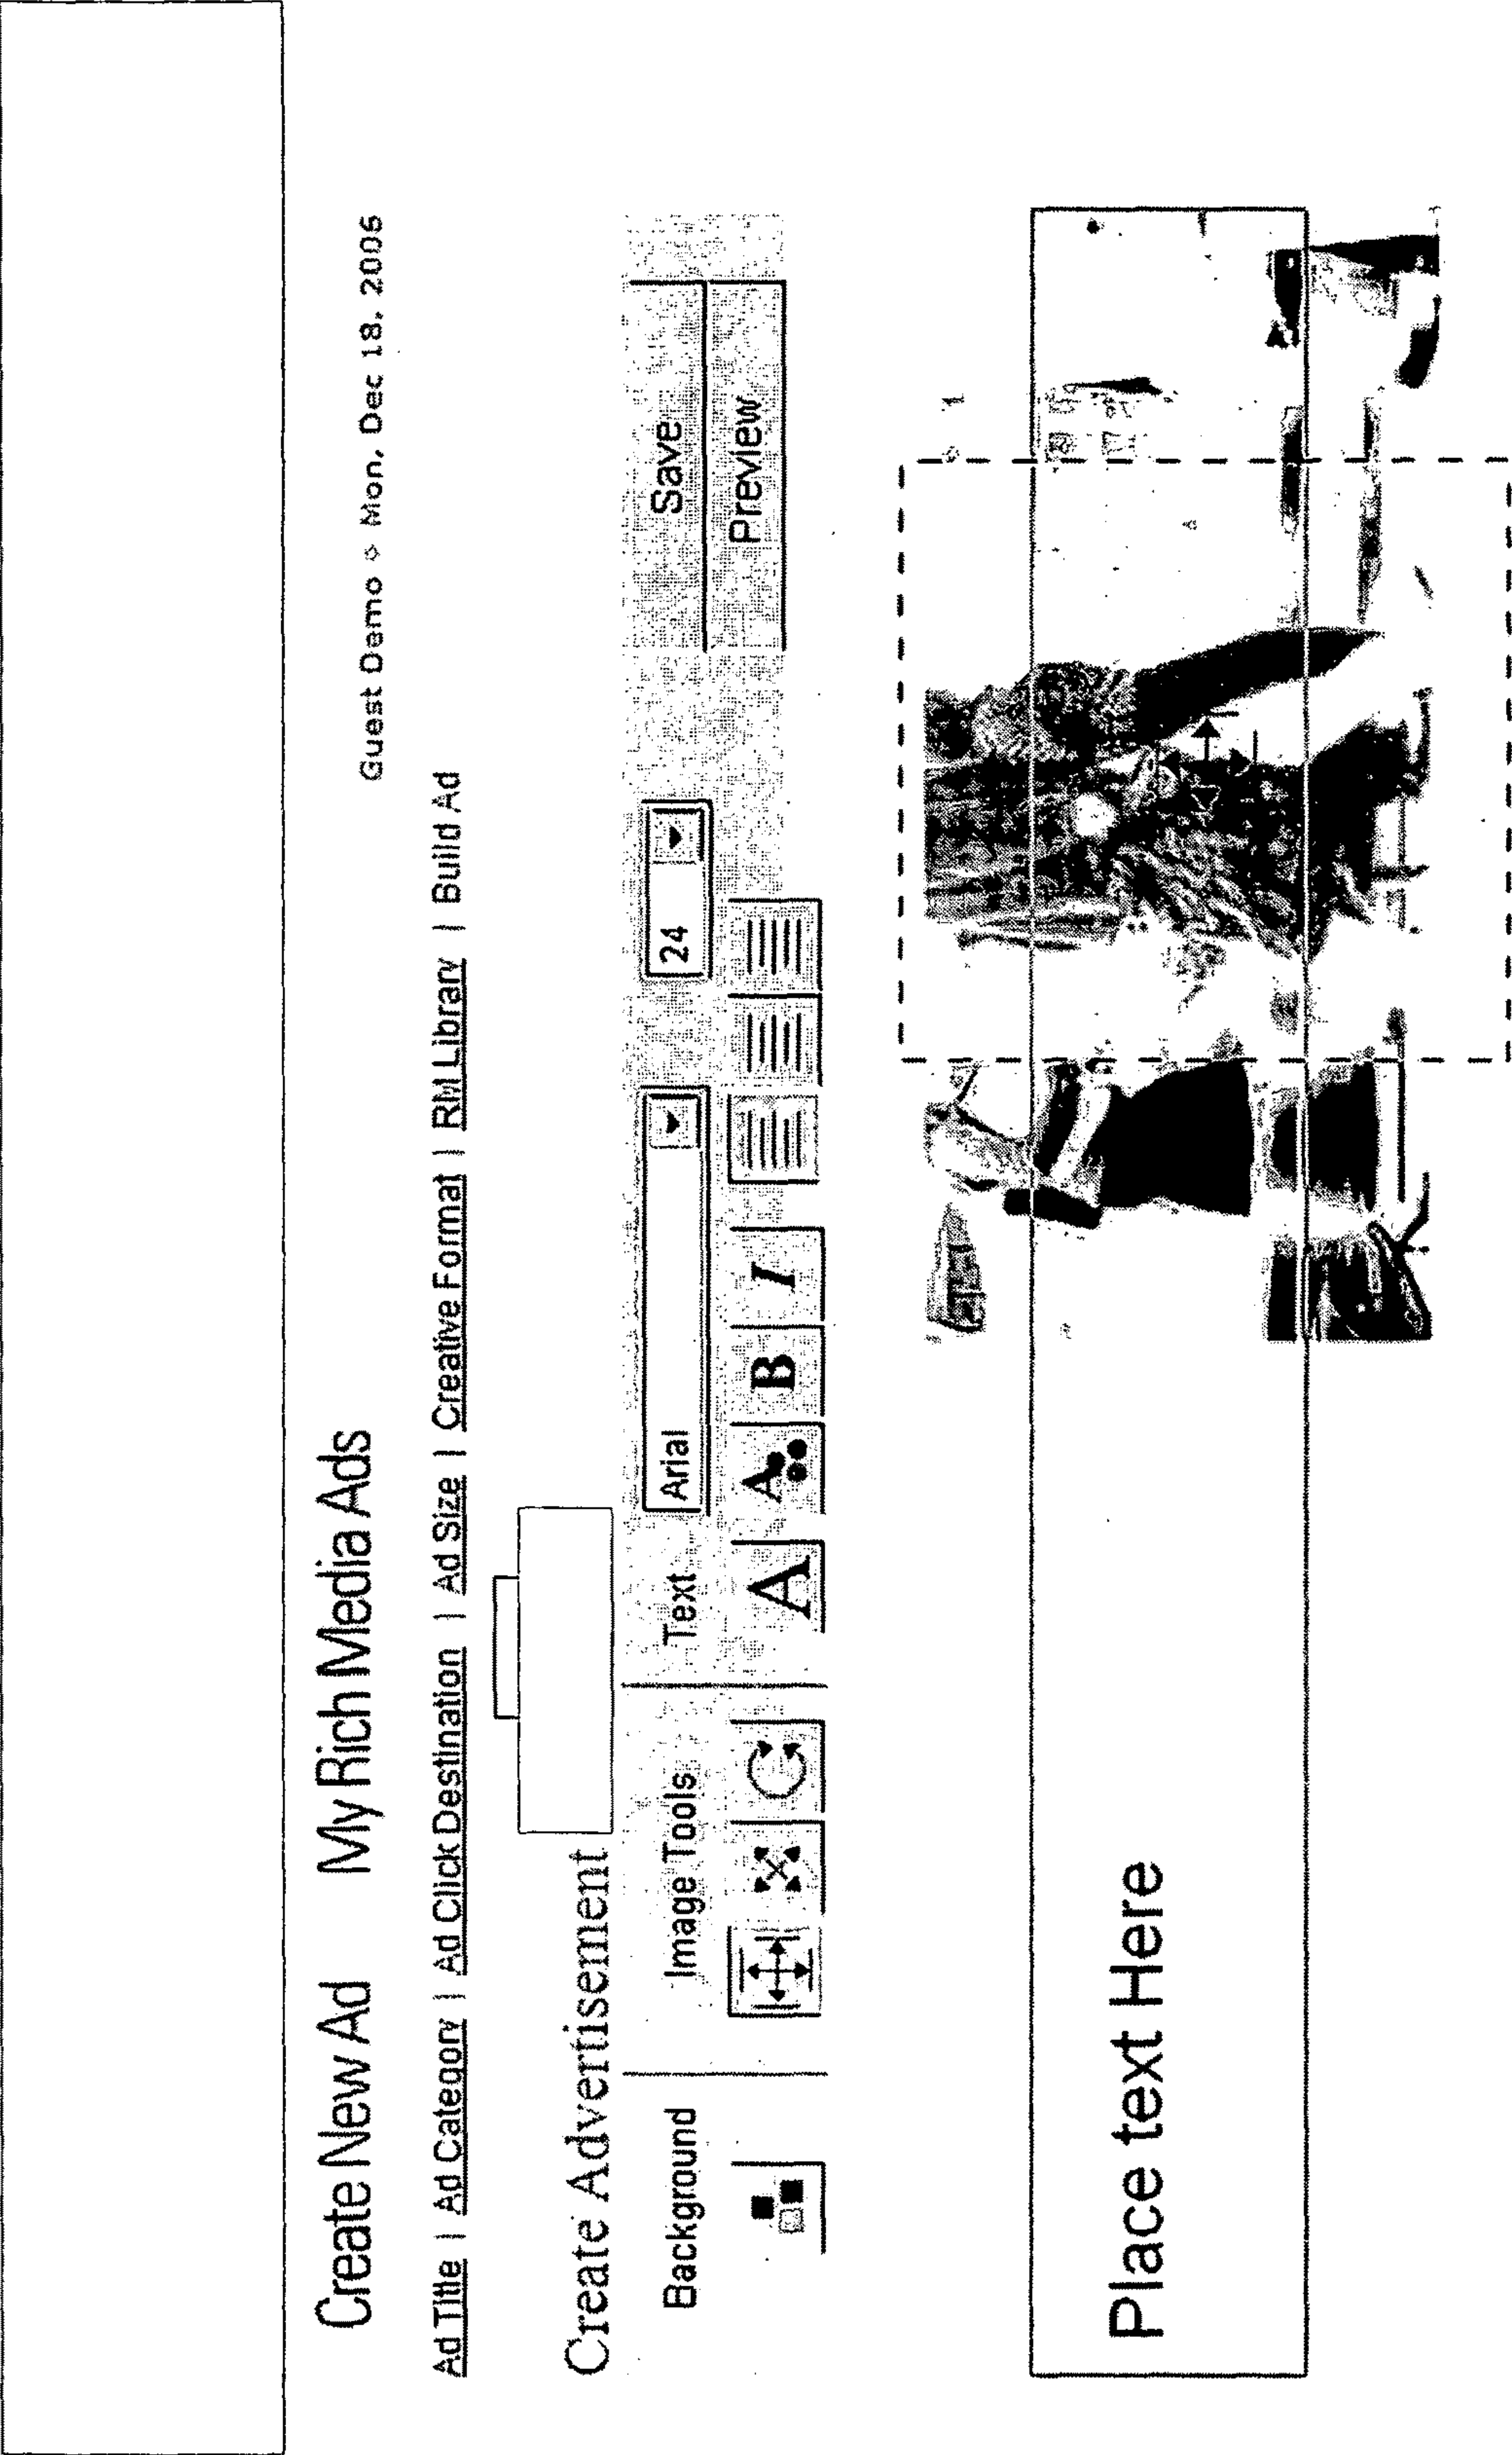 Guest Demo ◇ Mon, Dec 18, 2006
Create New Ad My Rich Media Ads
Ad Title | Ad Category | Ad Click Destination | Ad Size | Creative Format | RM Library | Build Ad
Create Advertisement
Background Image Tools Text Arial 24 Save
A A B I Preview
Place text Here